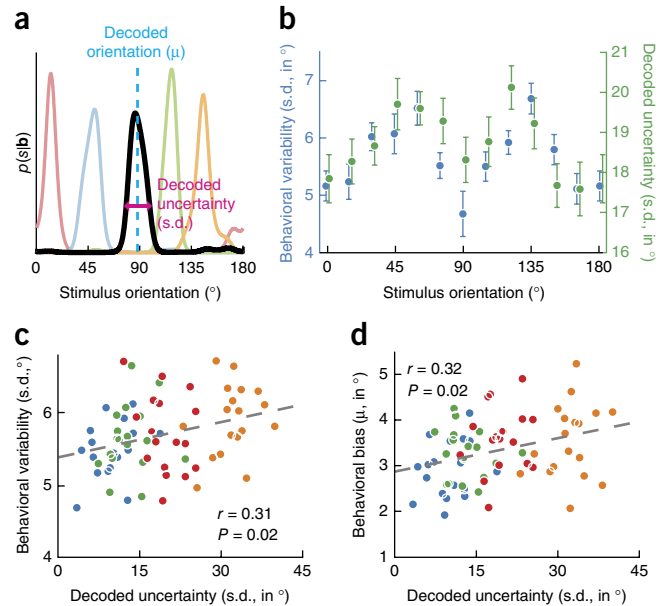 a
Decoded
orientation (μ)
p(s|b)
Decoded
uncertainty
(s.d.)
0 45 90 135 180
Stimulus orientation (°)
b
Behavioral variability (s.d., in °)
7
6
5
4
Decoded uncertainty (s.d., in °)
21
20
19
18
17
16
0 45 90 135 180
Stimulus orientation (°)
c
Behavioral variability (s.d.,°)
6
5
4
r = 0.31
P = 0.02
0 15 30 45
Decoded uncertainty (s.d., in °)
d
Behavioral bias (μ, in °)
5
4
3
2
1
r = 0.32
P = 0.02
0 15 30 45
Decoded uncertainty (s.d., in °)